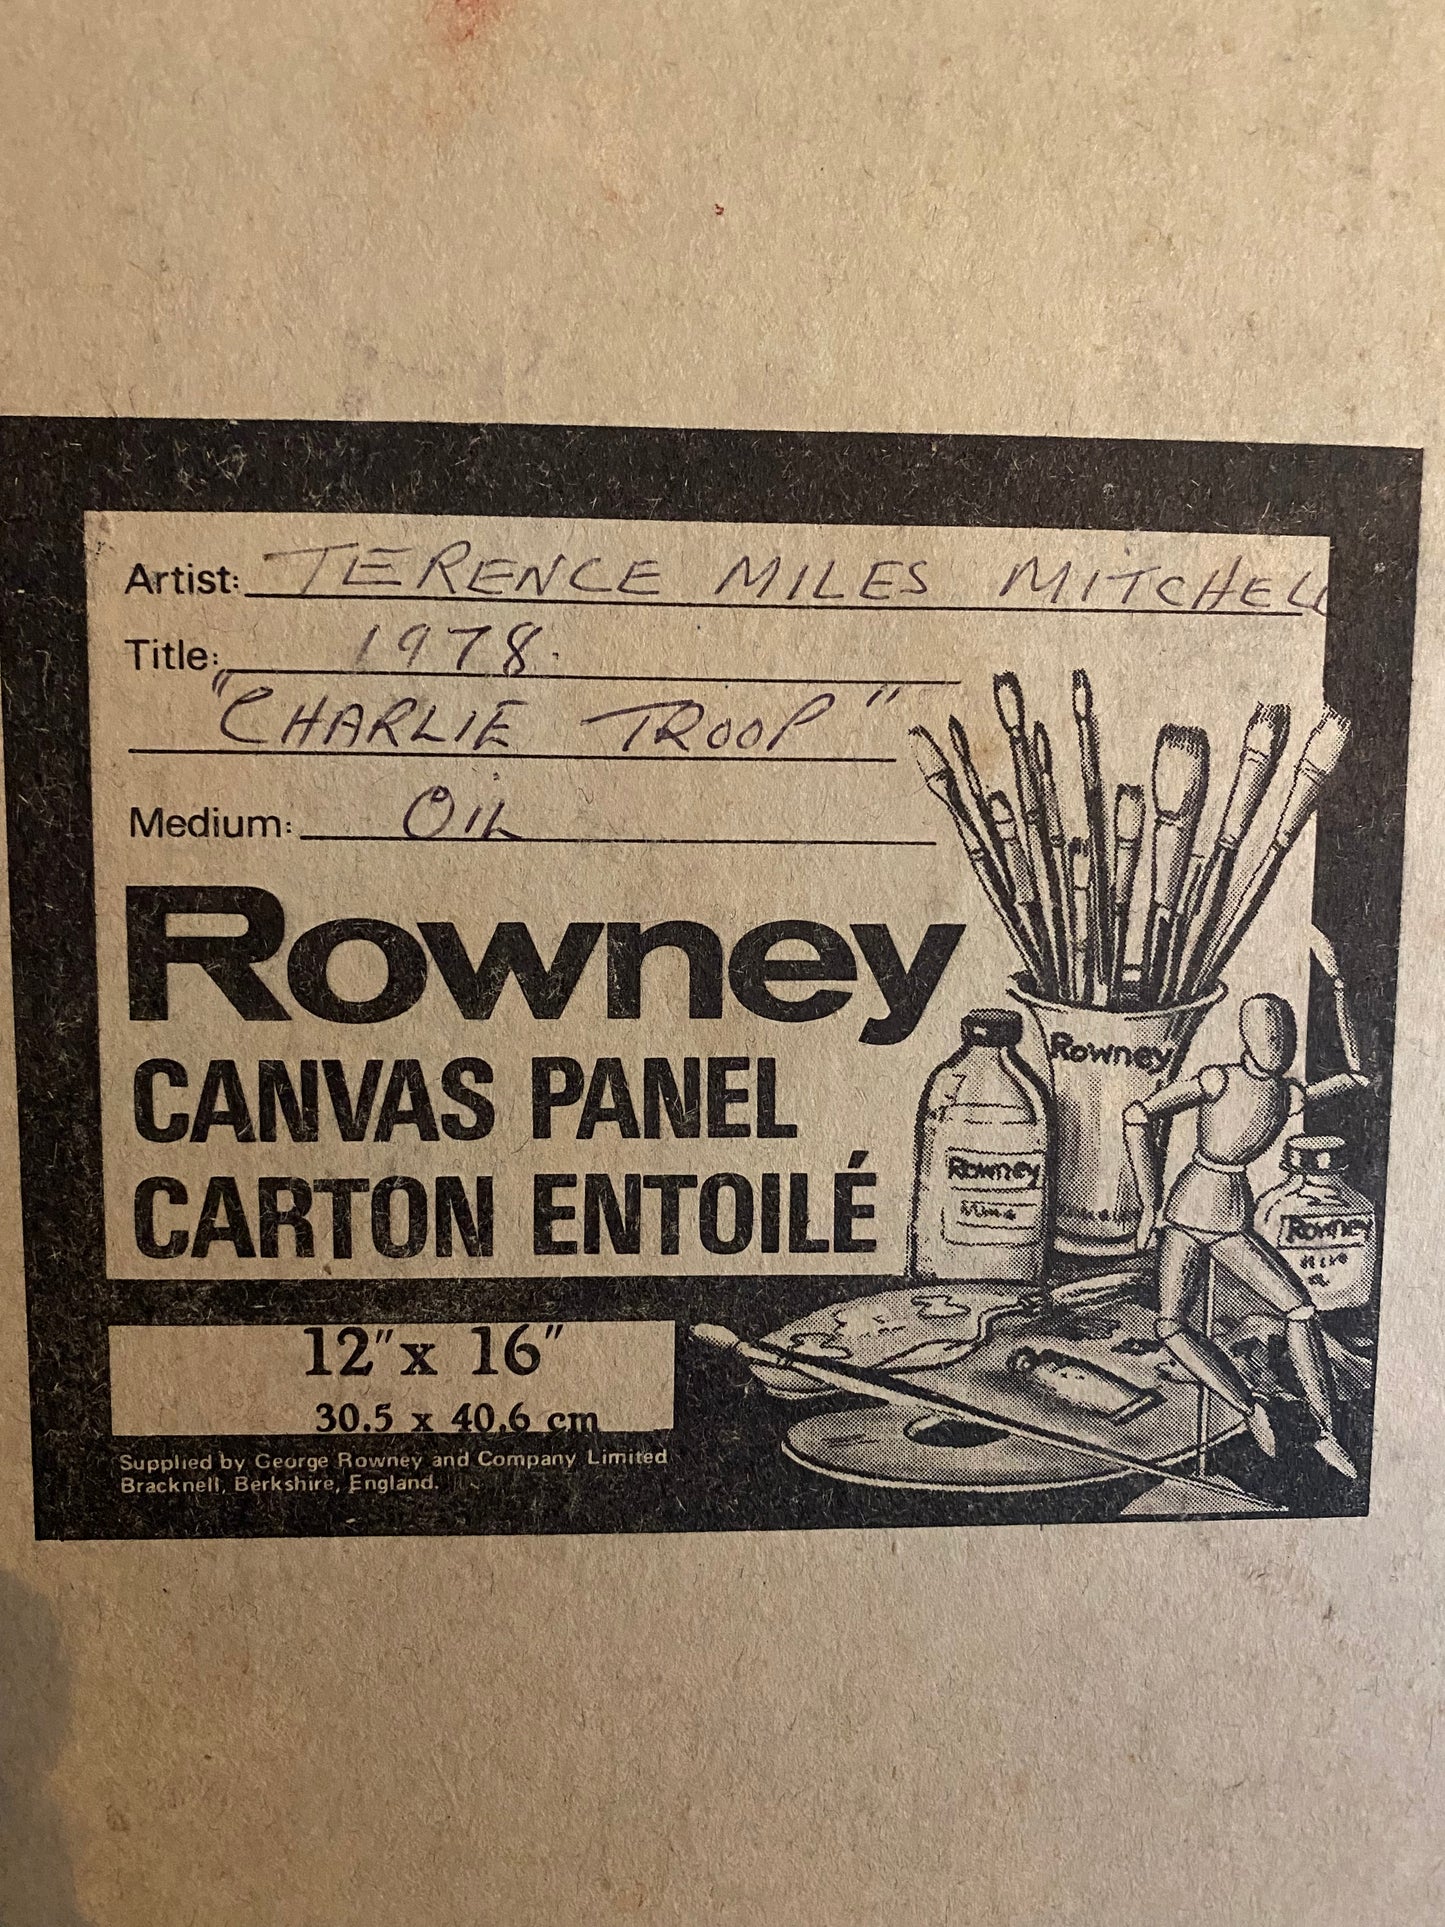 Artist: TERENCE MILES MITCHELL
Title: 1978.
"CHARLIE TROOP"
Medium: OIL
Rowney
CANVAS PANEL
CARTON ENTOILÉ
Rowney
Rowney
Rowney
12" x 16"
30.5 x 40.6 cm
Supplied by George Rowney and Company Limited
Bracknell, Berkshire, England.